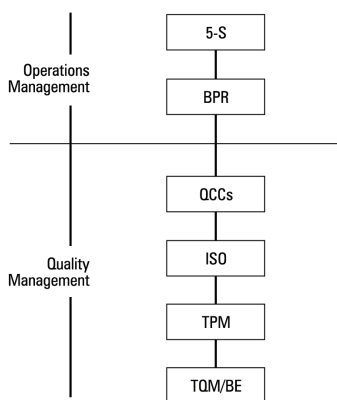 5-S
Operations
Management
BPR
QCCs
ISO
Quality
Management
TPM
TQM/BE